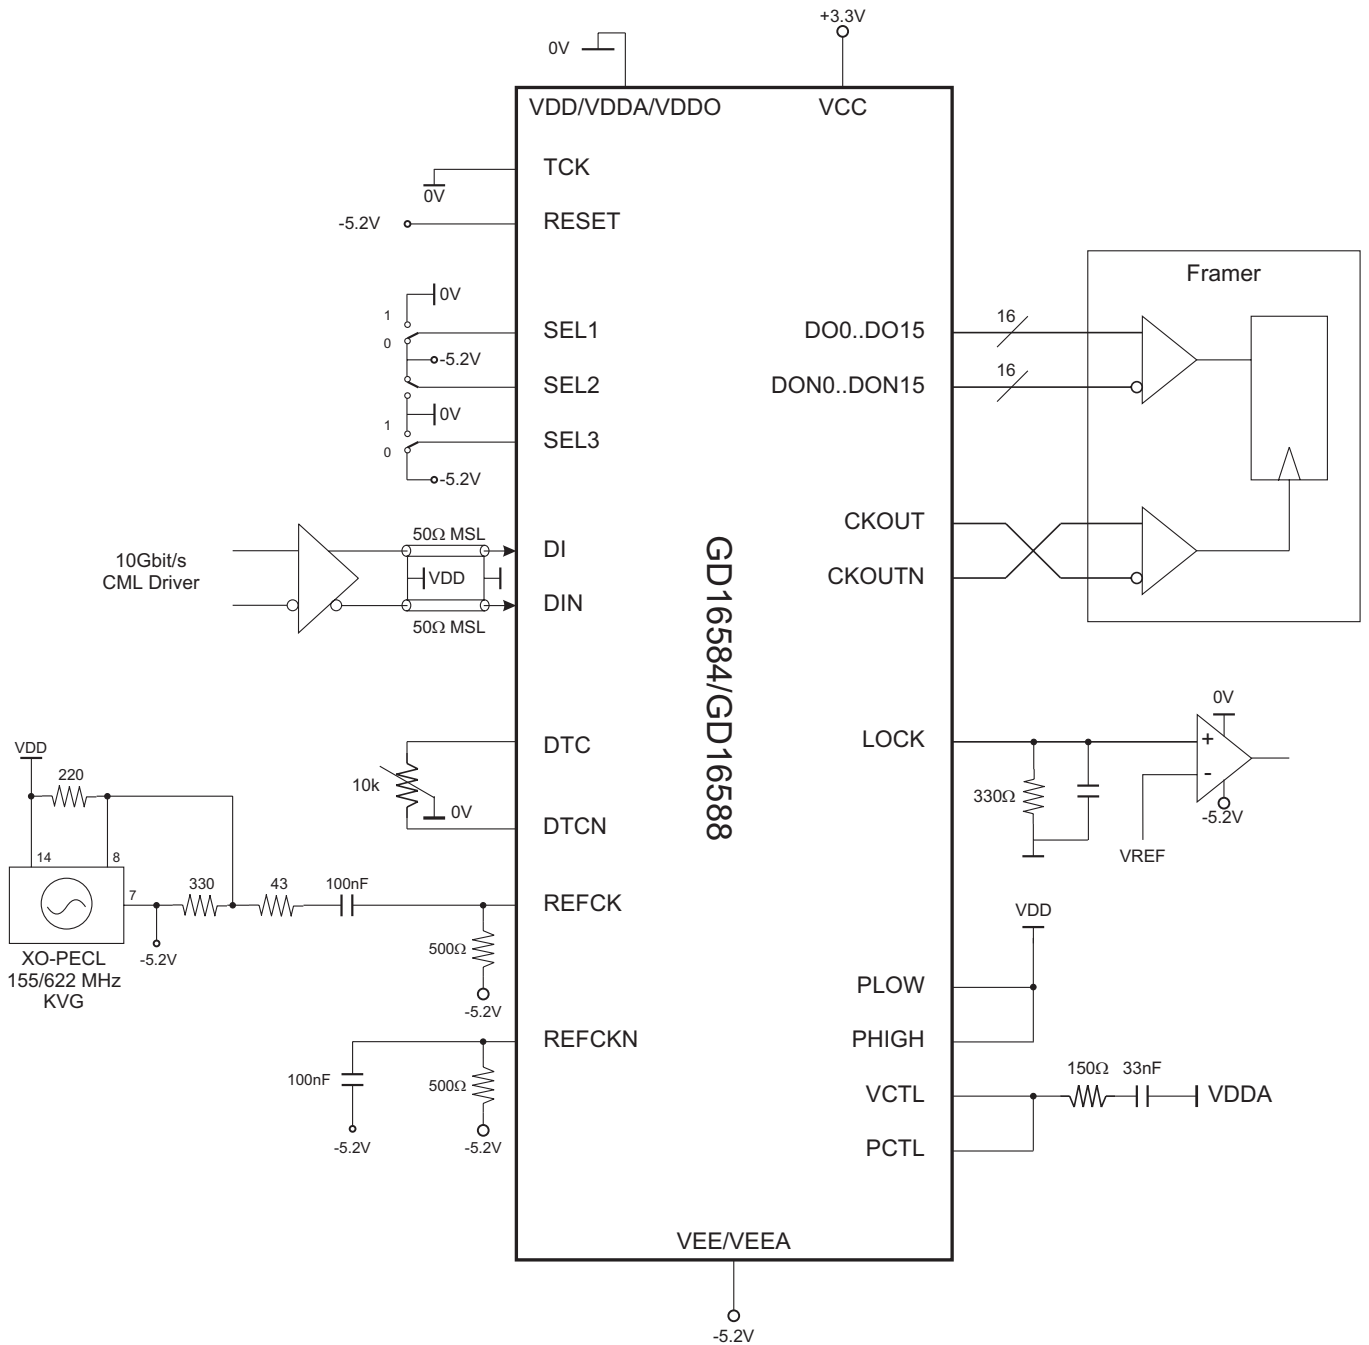 +3.3V
0V
VDD/VDDA/VDDO
VCC
TCK
0V
-5.2V
RESET
0V
1
SEL1
0
-5.2V
SEL2
0V
1
SEL3
0
-5.2V
Framer
16
DO0..DO15
16
DON0..DON15
10Gbit/s
CML Driver
50Ω MSL
DI
VDD
DIN
50Ω MSL
CKOUT
CKOUTN
GD16584/GD16588
VDD
220
14
8
7
330
43
100nF
XO-PECL
155/622 MHz
KVG
-5.2V
DTC
10k
0V
DTCN
REFCK
500Ω
-5.2V
REFCKN
100nF
500Ω
-5.2V
-5.2V
LOCK
330Ω
0V
+
-
-5.2V
VREF
VDD
PLOW
PHIGH
150Ω
33nF
VCTL
VDDA
PCTL
VEE/VEEA
-5.2V